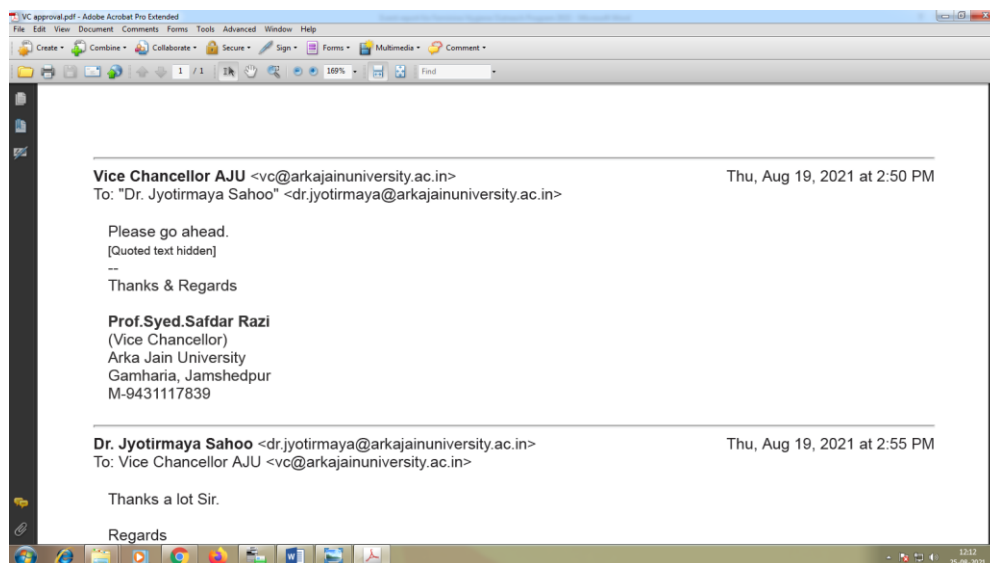 VC approval.pdf - Adobe Acrobat Pro Extended
File Edit View Document Comments Forms Tools Advanced Window Help
Create Combine Collaborate Secure Sign Forms Multimedia Comment
1 / 1 169% Find
Vice Chancellor AJU <vc@arkajainuniversity.ac.in> Thu, Aug 19, 2021 at 2:50 PM
To: "Dr. Jyotirmaya Sahoo" <dr.jyotirmaya@arkajainuniversity.ac.in>
Please go ahead.
[Quoted text hidden]
--
Thanks & Regards
Prof.Syed.Safdar Razi
(Vice Chancellor)
Arka Jain University
Gamharia, Jamshedpur
M-9431117839
Dr. Jyotirmaya Sahoo <dr.jyotirmaya@arkajainuniversity.ac.in> Thu, Aug 19, 2021 at 2:55 PM
To: Vice Chancellor AJU <vc@arkajainuniversity.ac.in>
Thanks a lot Sir.
Regards
12:12
25-08-2021